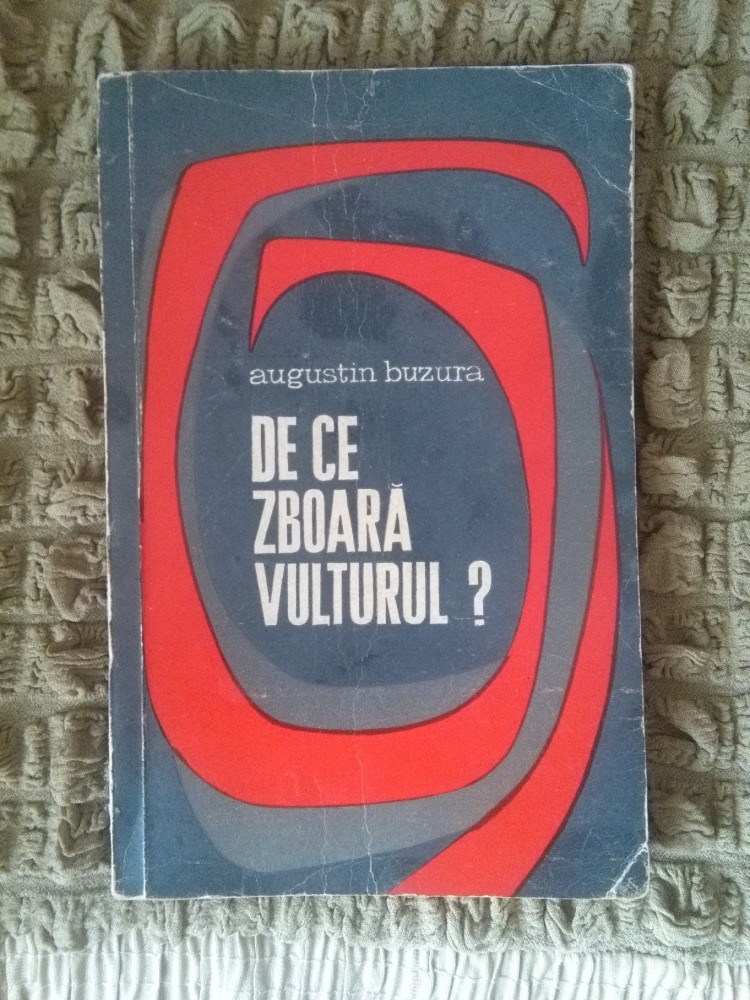 augustin buzura
DE CE
ZBOARĂ
VULTURUL ?